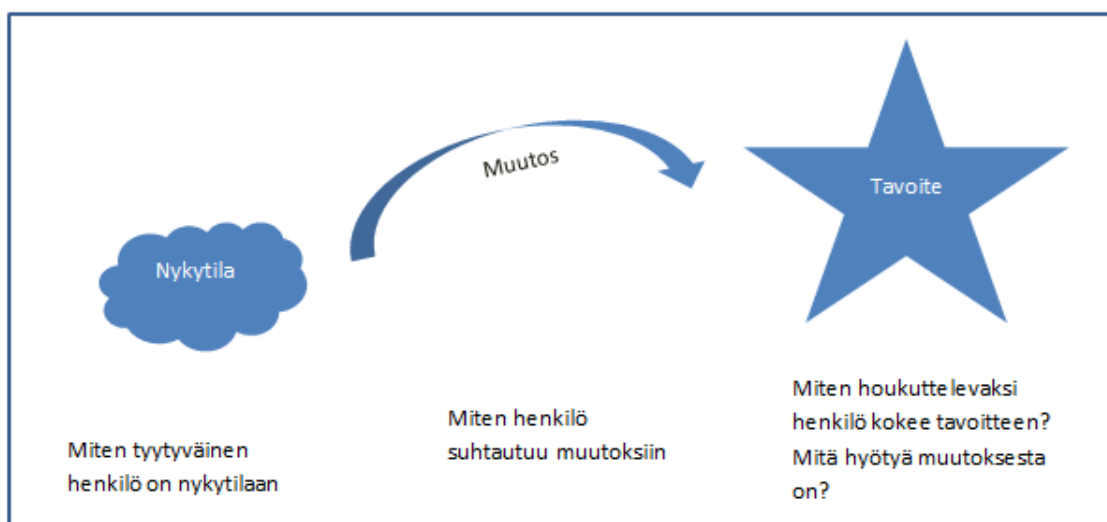 Nykytila
Muutos
Tavoite
Miten tyytyväinen
henkilö on nykytilaan
Miten henkilö
suhtautuu muutoksiin
Miten houkuttelevaksi
henkilö kokee tavoitteen?
Mitä hyötyä muutoksesta
on?